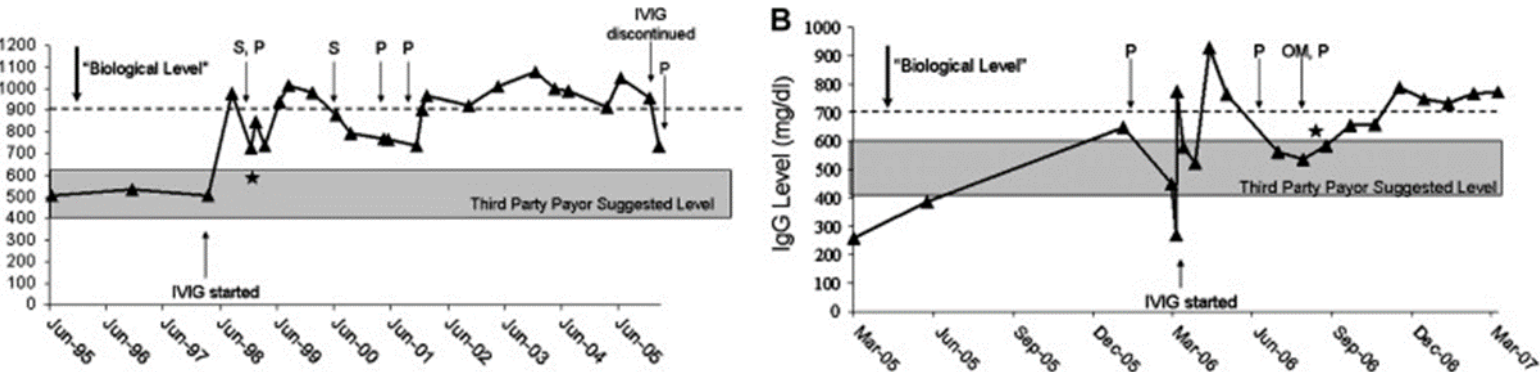 IVIG
discontinued
S, P
S
P
P
P
"Biological Level"
1200
1100
1000
900
800
700
600
500
400
300
200
100
0
Third Party Payor Suggested Level
IVIG started
Jun-95
Jun-96
Jun-97
Jun-98
Jun-99
Jun-00
Jun-01
Jun-02
Jun-03
Jun-04
Jun-05
B
IgG Level (mg/dl)
1000
900
800
700
600
500
400
300
200
100
0
"Biological Level"
P
P
OM, P
Third Party Payor Suggested Level
IVIG started
Mar-05
Jun-05
Sep-05
Dec-05
Mar-06
Jun-06
Sep-06
Dec-06
Mar-07